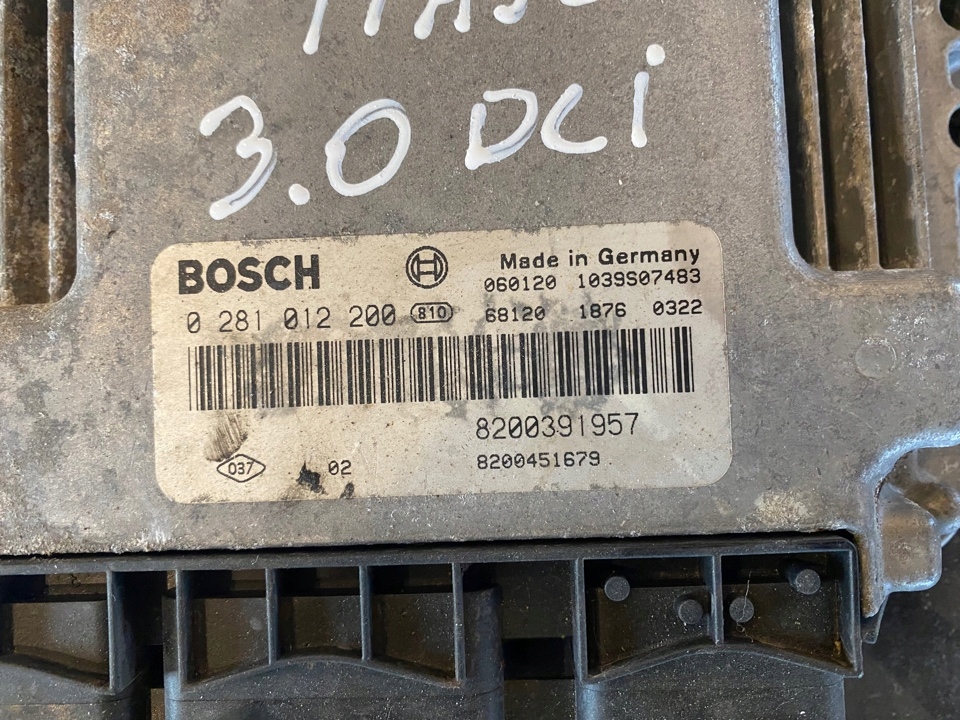 3.0 DCi
BOSCH
Made in Germany
060120 1039S07483
0 281 012 200 810 68120 1876 0322
8200391957
037 02 8200451679